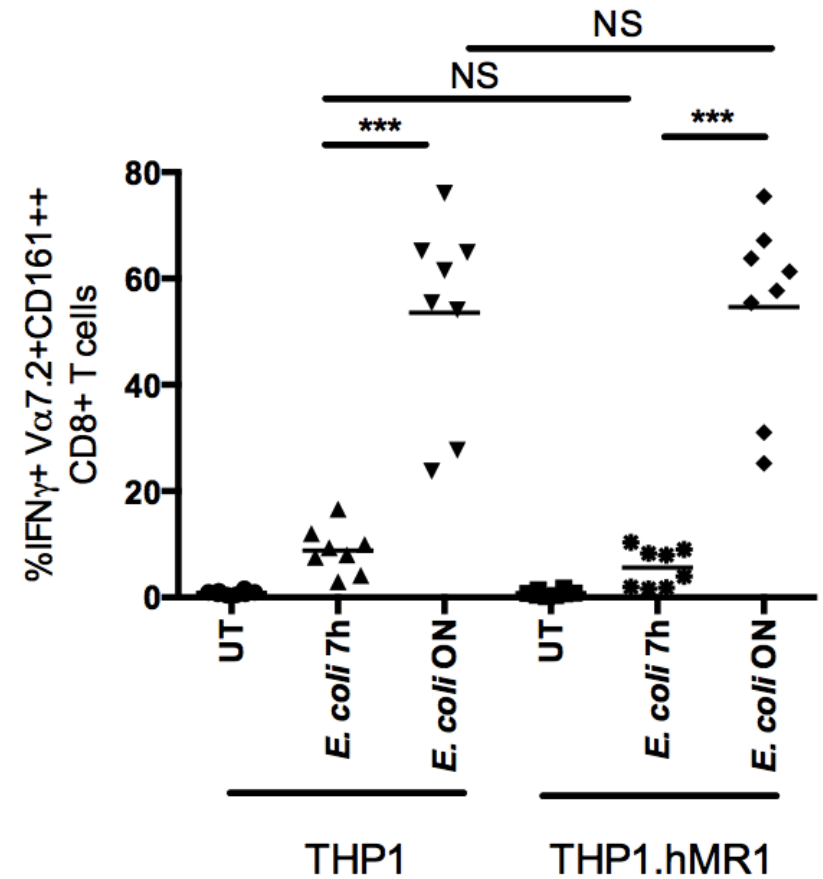 NS
NS
***
***
%IFNγ+ Vα7.2+CD161++
CD8+ T cells
80
60
40
20
0
UT
E. coli 7h
E. coli ON
UT
E. coli 7h
E. coli ON
THP1
THP1.hMR1